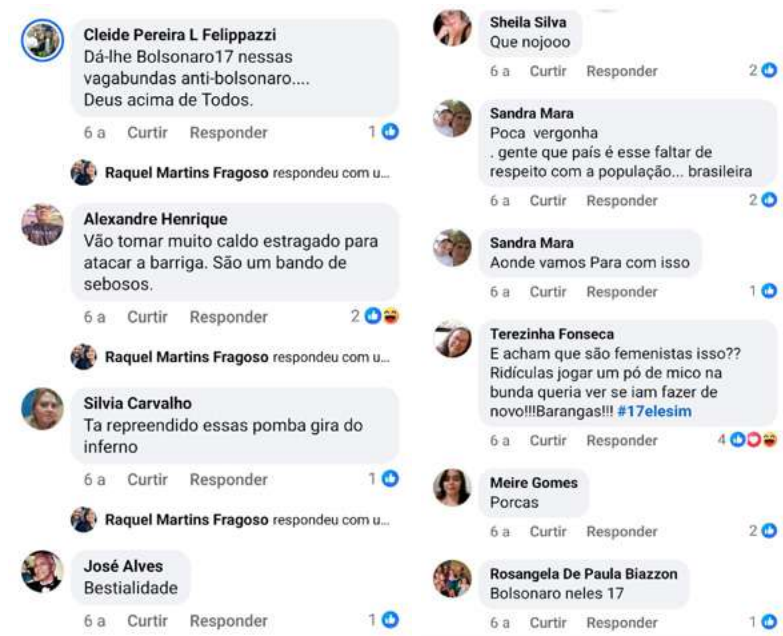 Cleide Pereira L Felippazzi
Dá-lhe Bolsonaro17 nessas
vagabundas anti-bolsonaro....
Deus acima de Todos.
6 a Curtir Responder 1
Raquel Martins Fragoso respondeu com u...
Alexandre Henrique
Vão tomar muito caldo estragado para
atacar a barriga. São um bando de
sebosos.
6 a Curtir Responder 2
Raquel Martins Fragoso respondeu com u...
Silvia Carvalho
Ta repreendido essas pomba gira do
inferno
6 a Curtir Responder 1
Raquel Martins Fragoso respondeu com u...
José Alves
Bestialidade
6 a Curtir Responder 1
Sheila Silva
Que nojooo
6 a Curtir Responder 2
Sandra Mara
Poca vergonha
. gente que país é esse faltar de
respeito com a população... brasileira
6 a Curtir Responder 2
Sandra Mara
Aonde vamos Para com isso
6 a Curtir Responder 1
Terezinha Fonseca
E acham que são femenistas isso??
Ridículas jogar um pó de mico na
bunda queria ver se iam fazer de
novo!!!Barangas!!! #17elesim
6 a Curtir Responder 4
Meire Gomes
Porcas
6 a Curtir Responder 2
Rosangela De Paula Biazzon
Bolsonaro neles 17
6 a Curtir Responder 1